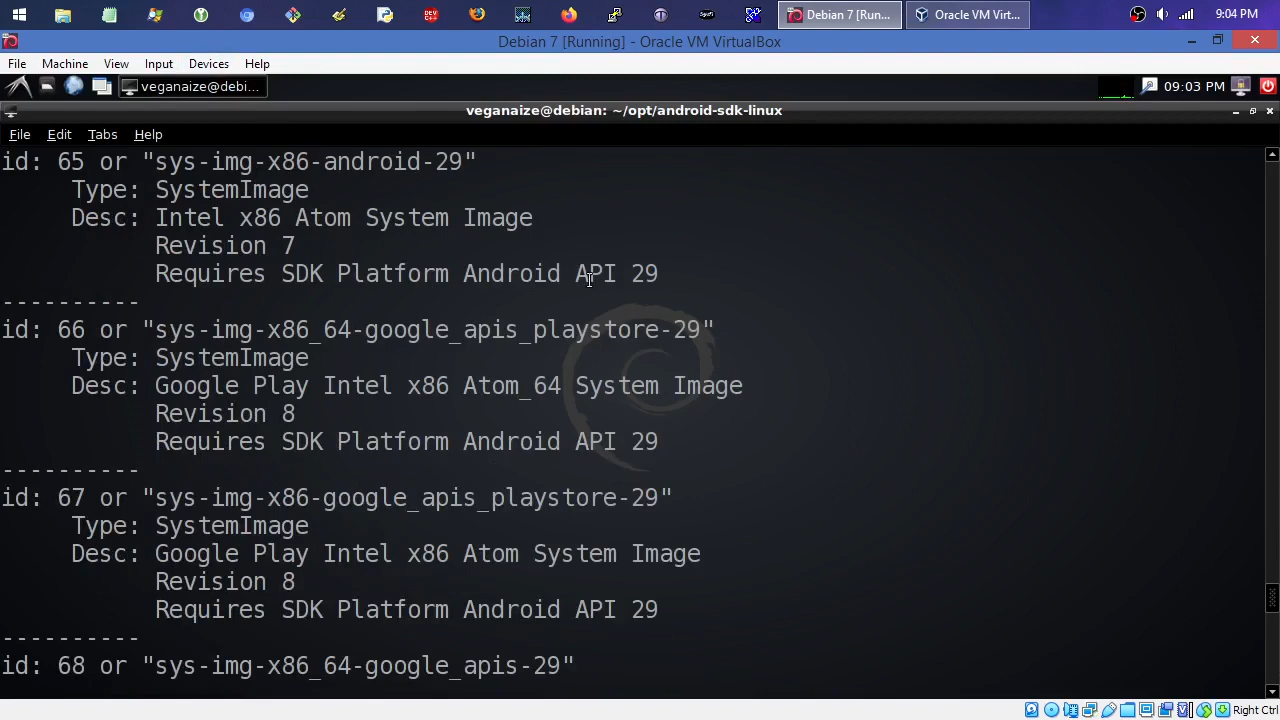 Debian 7 [Runn...
Oracle VM Virt...
9:04 PM
Debian 7 [Running] - Oracle VM VirtualBox
File Machine View Input Devices Help
veganaize@debi...
09:03 PM
veganaize@debian: ~/opt/android-sdk-linux
File Edit Tabs Help
id: 65 or "sys-img-x86-android-29"
Type: SystemImage
Desc: Intel x86 Atom System Image
Revision 7
Requires SDK Platform Android API 29
----------
id: 66 or "sys-img-x86_64-google_apis_playstore-29"
Type: SystemImage
Desc: Google Play Intel x86 Atom_64 System Image
Revision 8
Requires SDK Platform Android API 29
----------
id: 67 or "sys-img-x86-google_apis_playstore-29"
Type: SystemImage
Desc: Google Play Intel x86 Atom System Image
Revision 8
Requires SDK Platform Android API 29
----------
id: 68 or "sys-img-x86_64-google_apis-29"
Right Ctrl